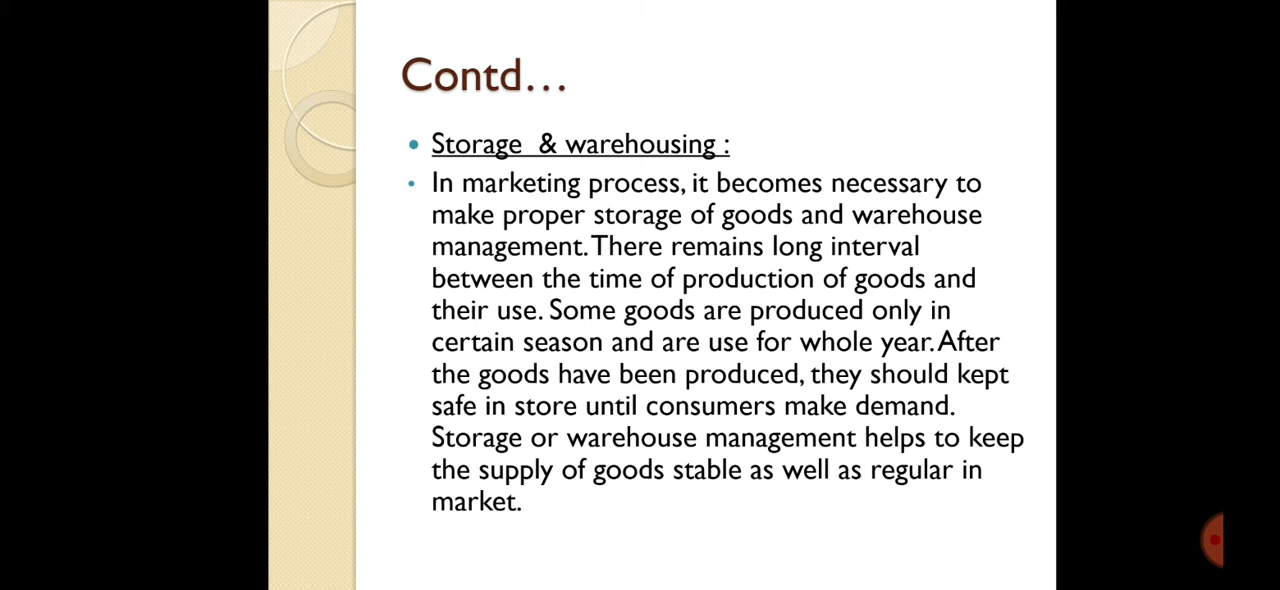 Contd...
• Storage & warehousing :
• In marketing process, it becomes necessary to
make proper storage of goods and warehouse
management. There remains long interval
between the time of production of goods and
their use. Some goods are produced only in
certain season and are use for whole year. After
the goods have been produced, they should kept
safe in store until consumers make demand.
Storage or warehouse management helps to keep
the supply of goods stable as well as regular in
market.